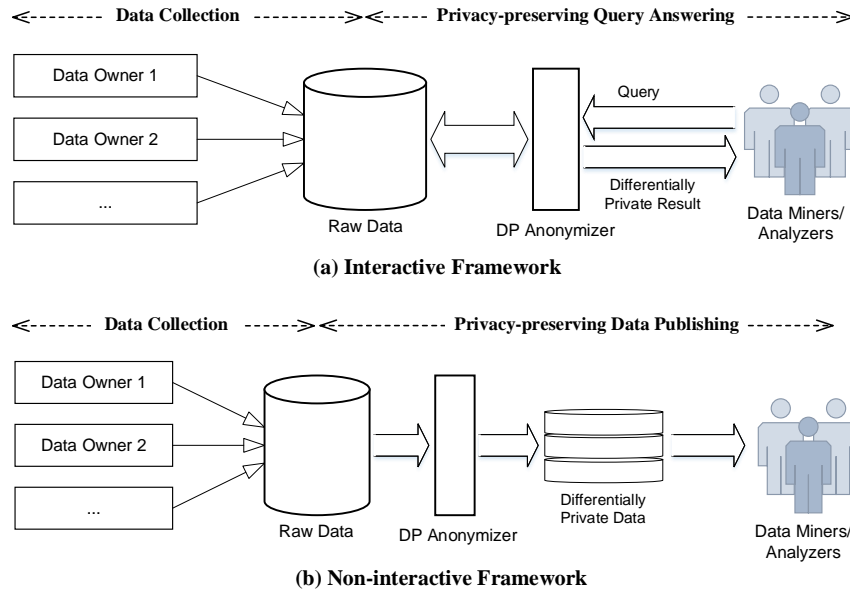 Data Collection
Privacy-preserving Query Answering
Data Owner 1
Data Owner 2
...
Raw Data
DP Anonymizer
Query
Differentially
Private Result
Data Miners/
Analyzers
(a) Interactive Framework
Data Collection
Privacy-preserving Data Publishing
Data Owner 1
Data Owner 2
...
Raw Data
DP Anonymizer
Differentially
Private Data
Data Miners/
Analyzers
(b) Non-interactive Framework